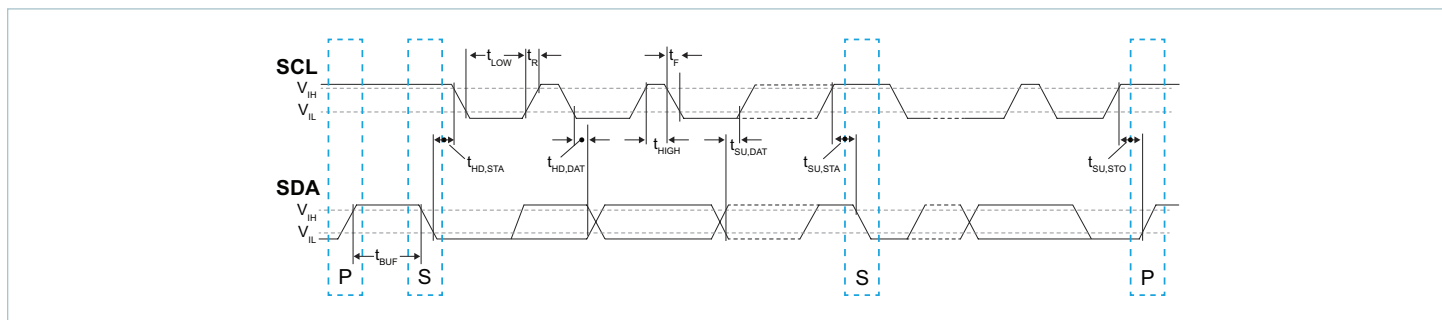 t_LOW t_R t_F
SCL
V_IH
V_IL
t_HD,STA t_HD,DAT t_HIGH t_SU,DAT t_SU,STA t_SU,STO
SDA
V_IH
V_IL
t_BUF
P S S P